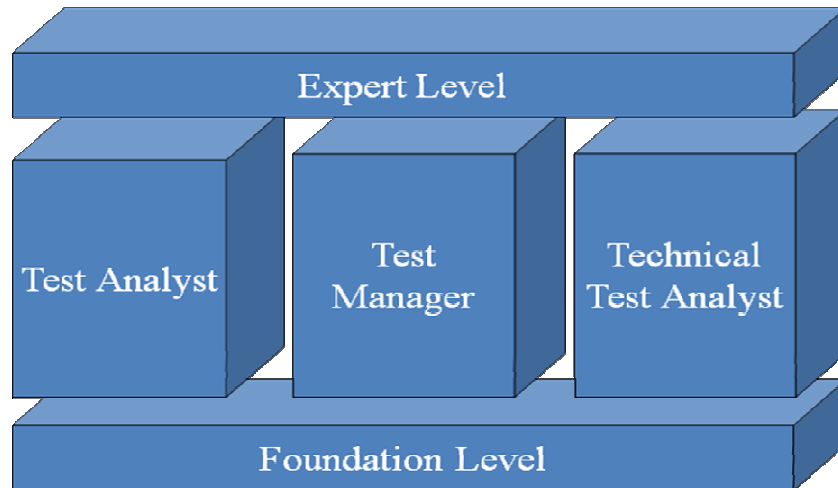 Expert Level
Test Analyst
Test
Manager
Technical
Test Analyst
Foundation Level